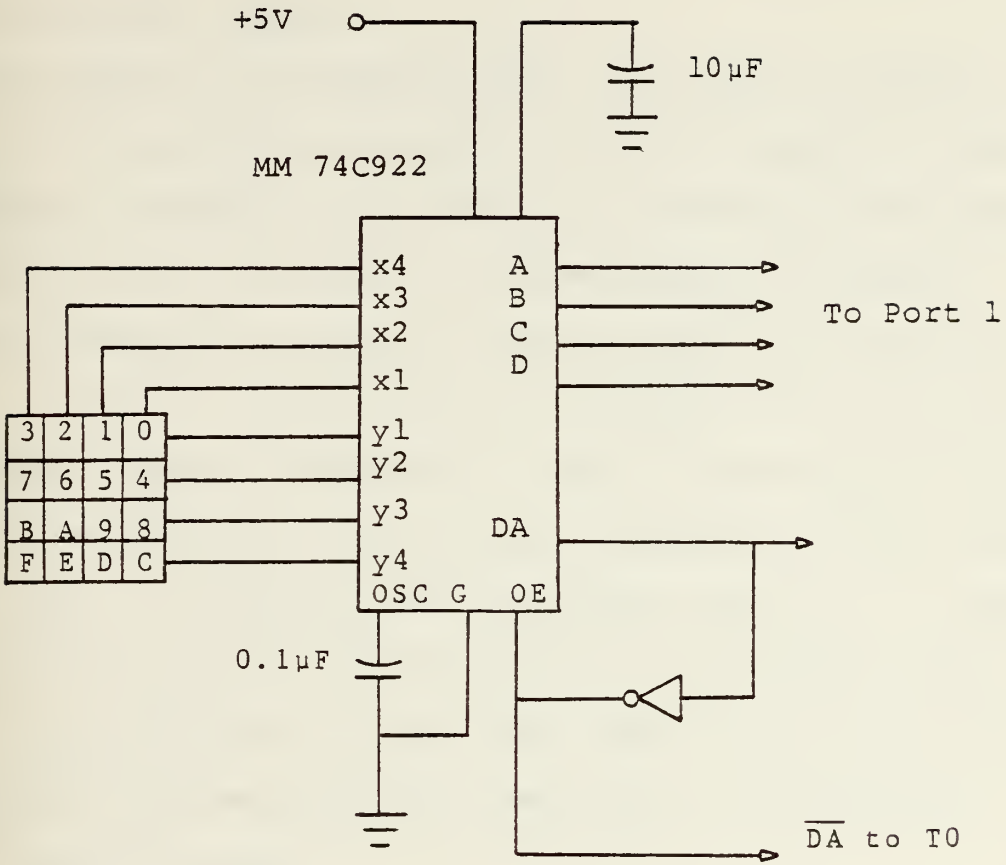 +5V
10μF
MM 74C922
x4 A
x3 B
x2 C
x1 D
To Port 1
3 2 1 0 y1
7 6 5 4 y2
B A 9 8 y3
DA
F E D C y4
OSC G OE
0.1μF
DA to T0